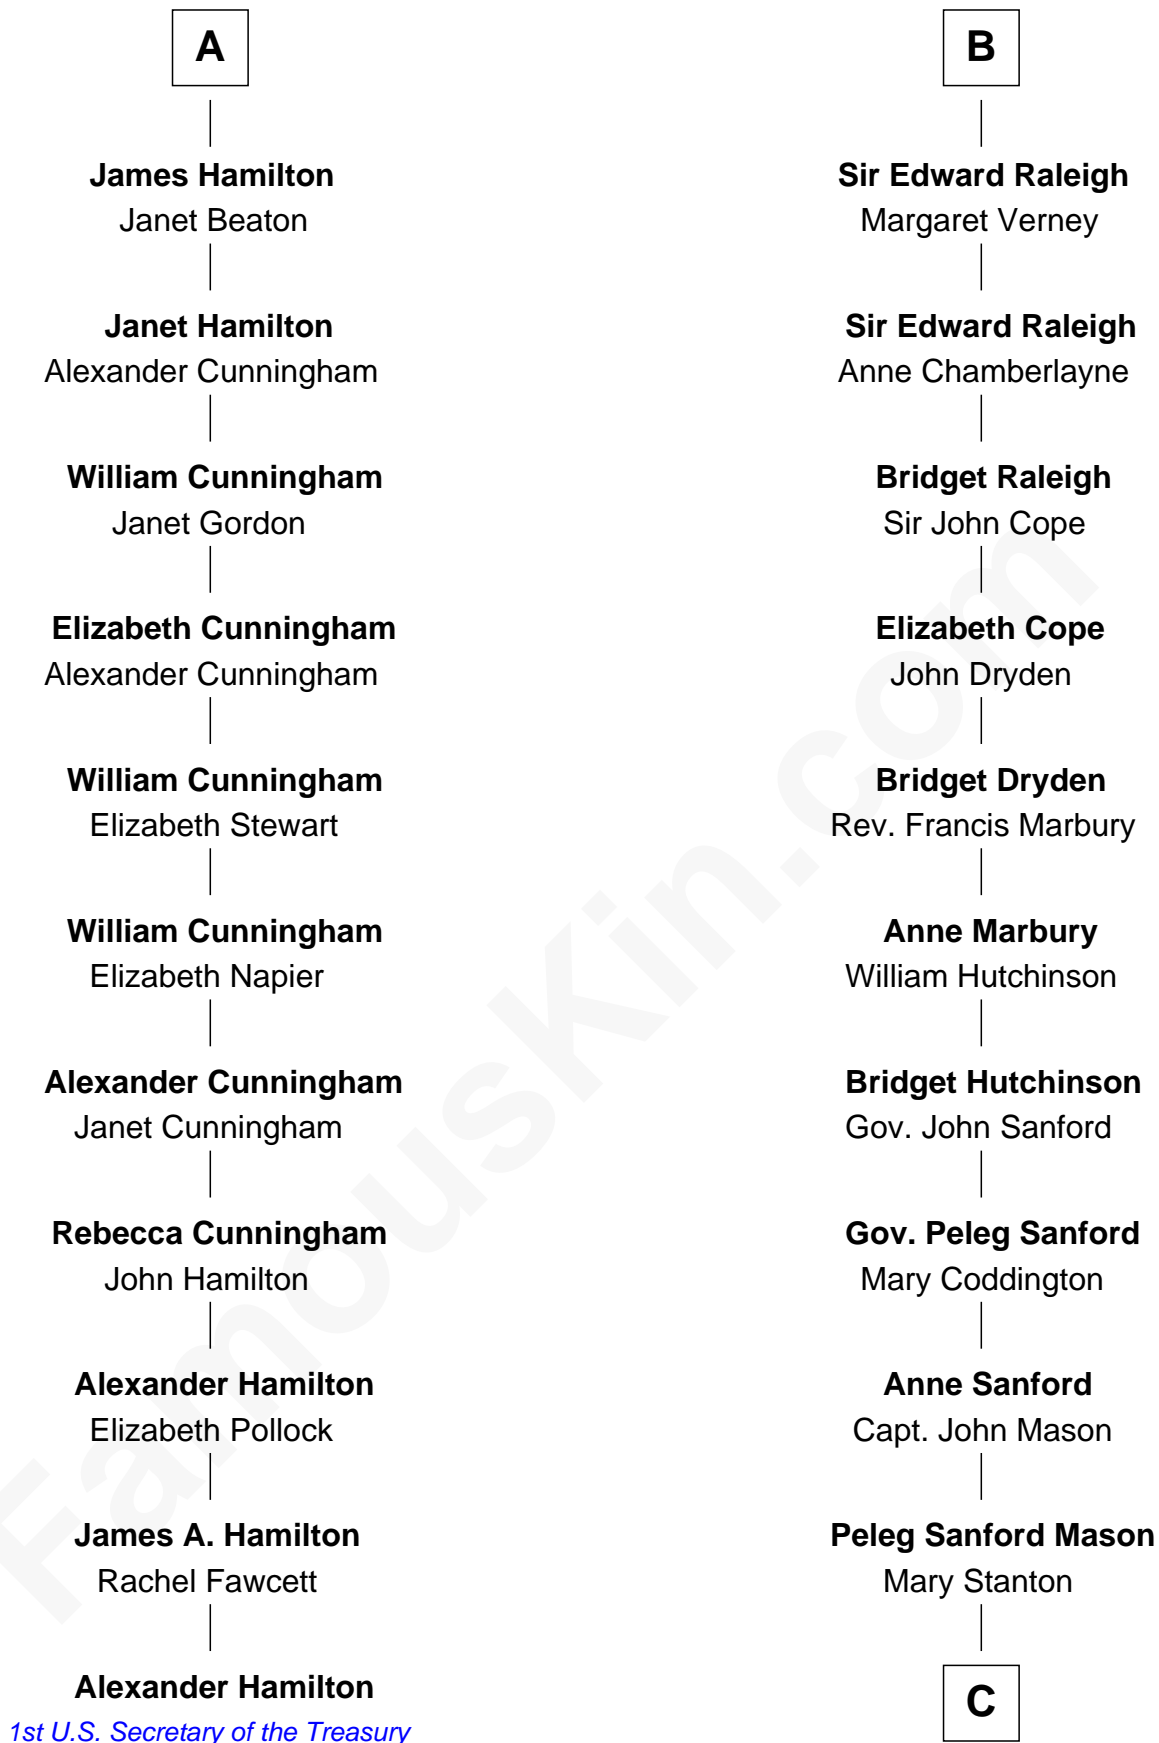 A
James Hamilton
Janet Beaton
Janet Hamilton
Alexander Cunningham
William Cunningham
Janet Gordon
Elizabeth Cunningham
Alexander Cunningham
William Cunningham
Elizabeth Stewart
William Cunningham
Elizabeth Napier
Alexander Cunningham
Janet Cunningham
Rebecca Cunningham
John Hamilton
Alexander Hamilton
Elizabeth Pollock
James A. Hamilton
Rachel Fawcett
Alexander Hamilton
1st U.S. Secretary of the Treasury
B
Sir Edward Raleigh
Margaret Verney
Sir Edward Raleigh
Anne Chamberlayne
Bridget Raleigh
Sir John Cope
Elizabeth Cope
John Dryden
Bridget Dryden
Rev. Francis Marbury
Anne Marbury
William Hutchinson
Bridget Hutchinson
Gov. John Sanford
Gov. Peleg Sanford
Mary Coddington
Anne Sanford
Capt. John Mason
Peleg Sanford Mason
Mary Stanton
C
FamousKin.com